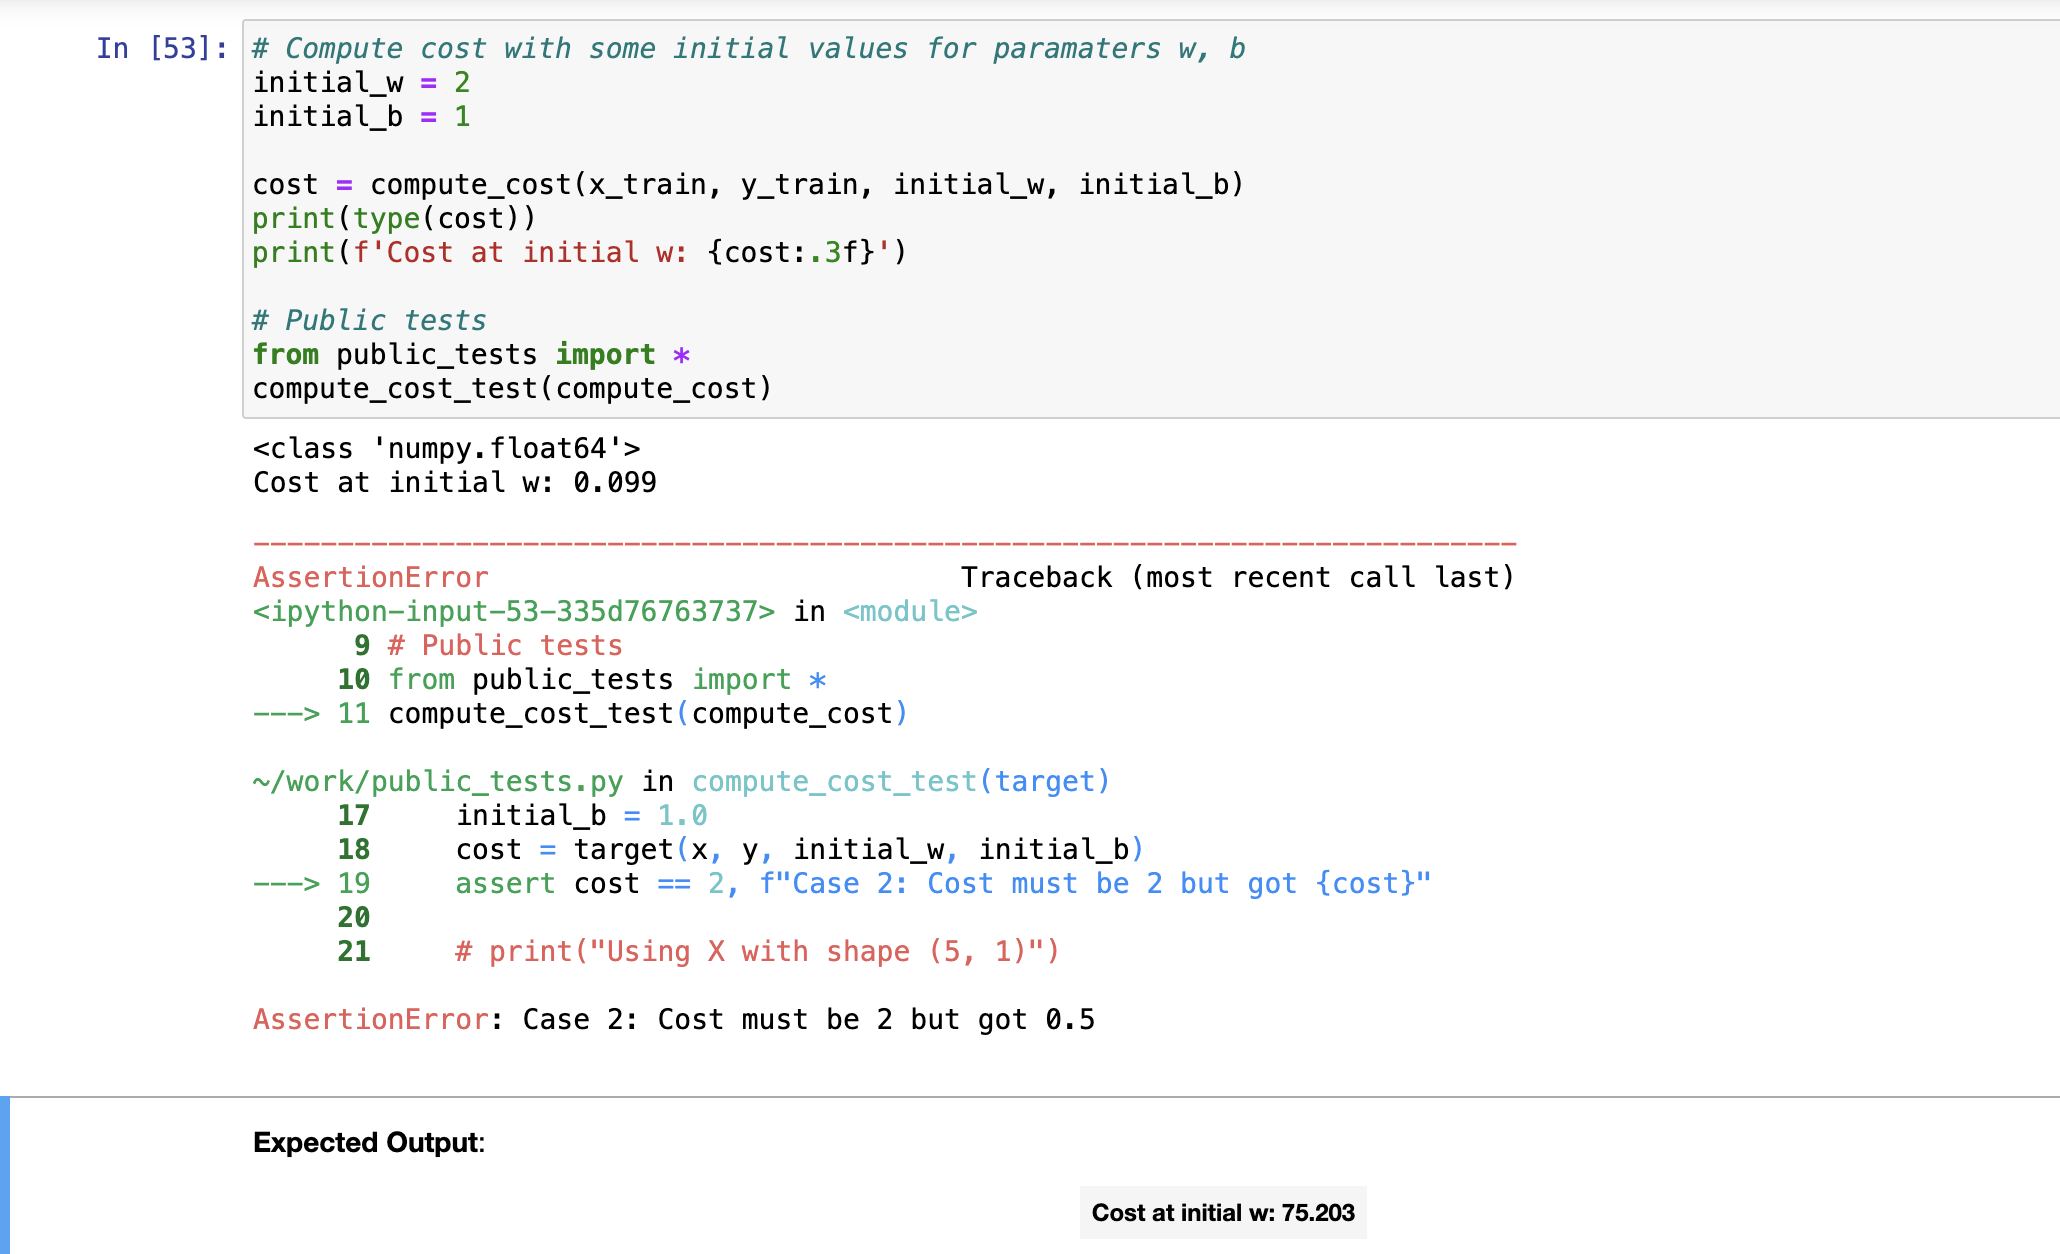 In [53]: # Compute cost with some initial values for paramaters w, b
initial_w = 2
initial_b = 1
cost = compute_cost(x_train, y_train, initial_w, initial_b)
print(type(cost))
print(f'Cost at initial w: {cost:.3f}')
# Public tests
from public_tests import *
compute_cost_test(compute_cost)
<class 'numpy.float64'>
Cost at initial w: 0.099
---------------------------------------------------------------------------
AssertionError Traceback (most recent call last)
<ipython-input-53-335d76763737> in <module>
9 # Public tests
10 from public_tests import *
---> 11 compute_cost_test(compute_cost)
~/work/public_tests.py in compute_cost_test(target)
17 initial_b = 1.0
18 cost = target(x, y, initial_w, initial_b)
---> 19 assert cost == 2, f"Case 2: Cost must be 2 but got {cost}"
20
21 # print("Using X with shape (5, 1)")
AssertionError: Case 2: Cost must be 2 but got 0.5
Expected Output:
Cost at initial w: 75.203